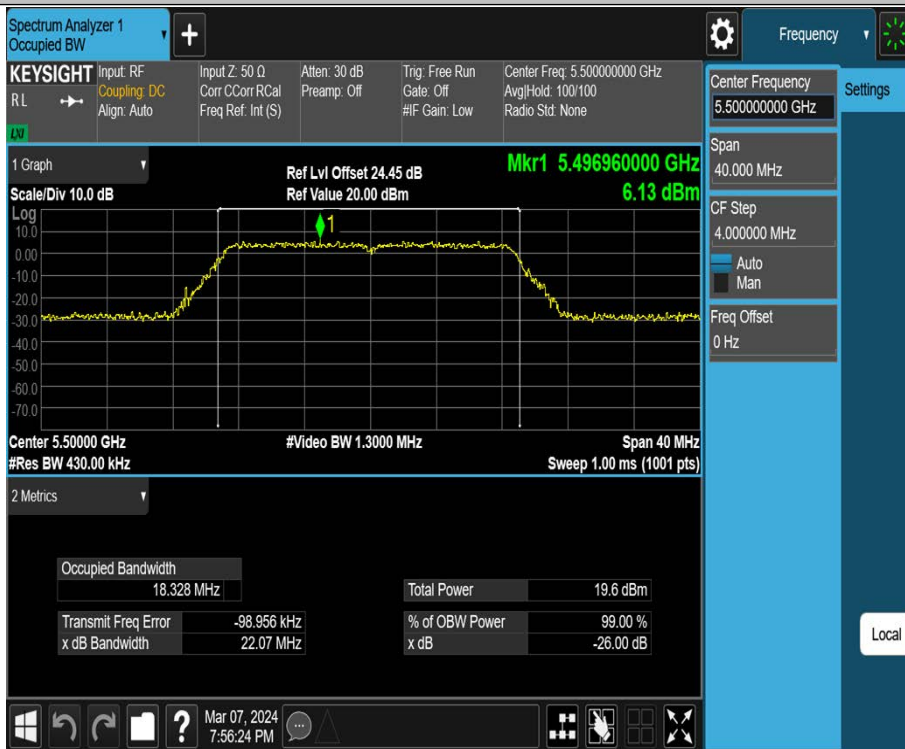 Spectrum Analyzer 1
Occupied BW
+
Frequency
KEYSIGHT
R L
LXI
Input: RF
Coupling: DC
Align: Auto
Input Z: 50 Ω
Corr CCorr RCal
Freq Ref: Int (S)
Atten: 30 dB
Preamp: Off
Trig: Free Run
Gate: Off
#IF Gain: Low
Center Freq: 5.500000000 GHz
Avg|Hold: 100/100
Radio Std: None
Center Frequency
5.500000000 GHz
Settings
Span
40.000 MHz
CF Step
4.000000 MHz
Auto
Man
Freq Offset
0 Hz
Local
1 Graph
Scale/Div 10.0 dB
Ref Lvl Offset 24.45 dB
Ref Value 20.00 dBm
Mkr1 5.496960000 GHz
6.13 dBm
Log
1
10.0
0.00
-10.0
-20.0
-30.0
-40.0
-50.0
-60.0
-70.0
Center 5.50000 GHz
#Res BW 430.00 kHz
#Video BW 1.3000 MHz
Span 40 MHz
Sweep 1.00 ms (1001 pts)
2 Metrics
Occupied Bandwidth
18.328 MHz
Total Power 19.6 dBm
Transmit Freq Error -98.956 kHz
% of OBW Power 99.00 %
x dB Bandwidth 22.07 MHz
x dB -26.00 dB
?
Mar 07, 2024
7:56:24 PM